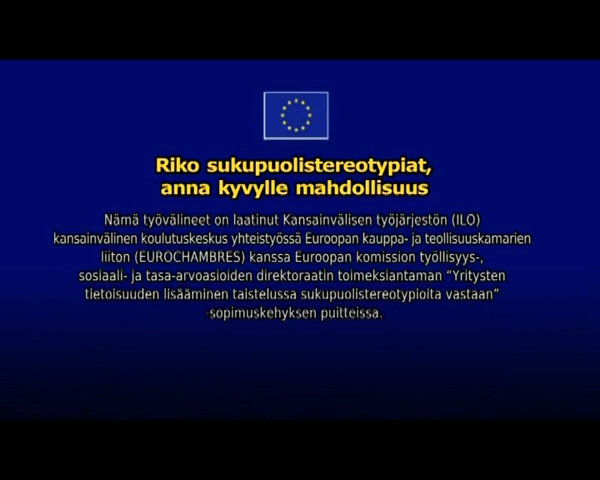 Riko sukupuolistereotypiat,
anna kyvylle mahdollisuus
Nämä työvälineet on laatinut Kansainvälisen työjärjestön (ILO)
kansainvälinen koulutuskeskus yhteistyössä Euroopan kauppa- ja teollisuuskamarien
liiton (EUROCHAMBRES) kanssa Euroopan komission työllisyys-,
sosiaali- ja tasa-arvoasioiden direktoraatin toimeksiantaman “Yritysten
tietoisuuden lisääminen taistelussa sukupuolistereotypioita vastaan”
sopimuskehyksen puitteissa.